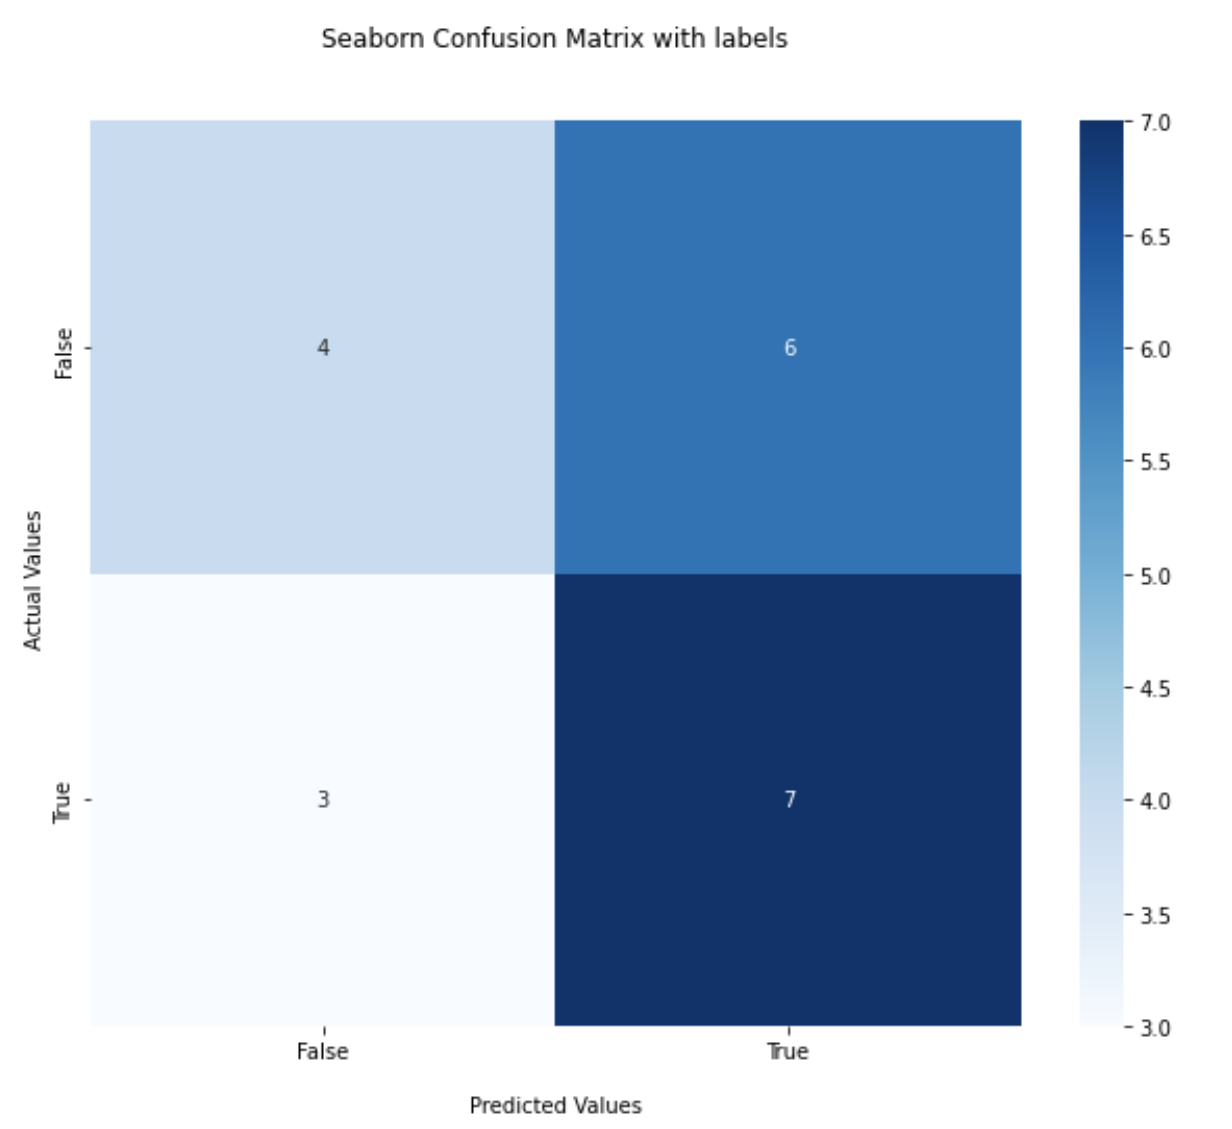 Seaborn Confusion Matrix with labels
7.0
6.5
6.0
5.5
5.0
4.5
4.0
3.5
3.0
Actual Values
False
True
4
6
3
7
False
True
Predicted Values